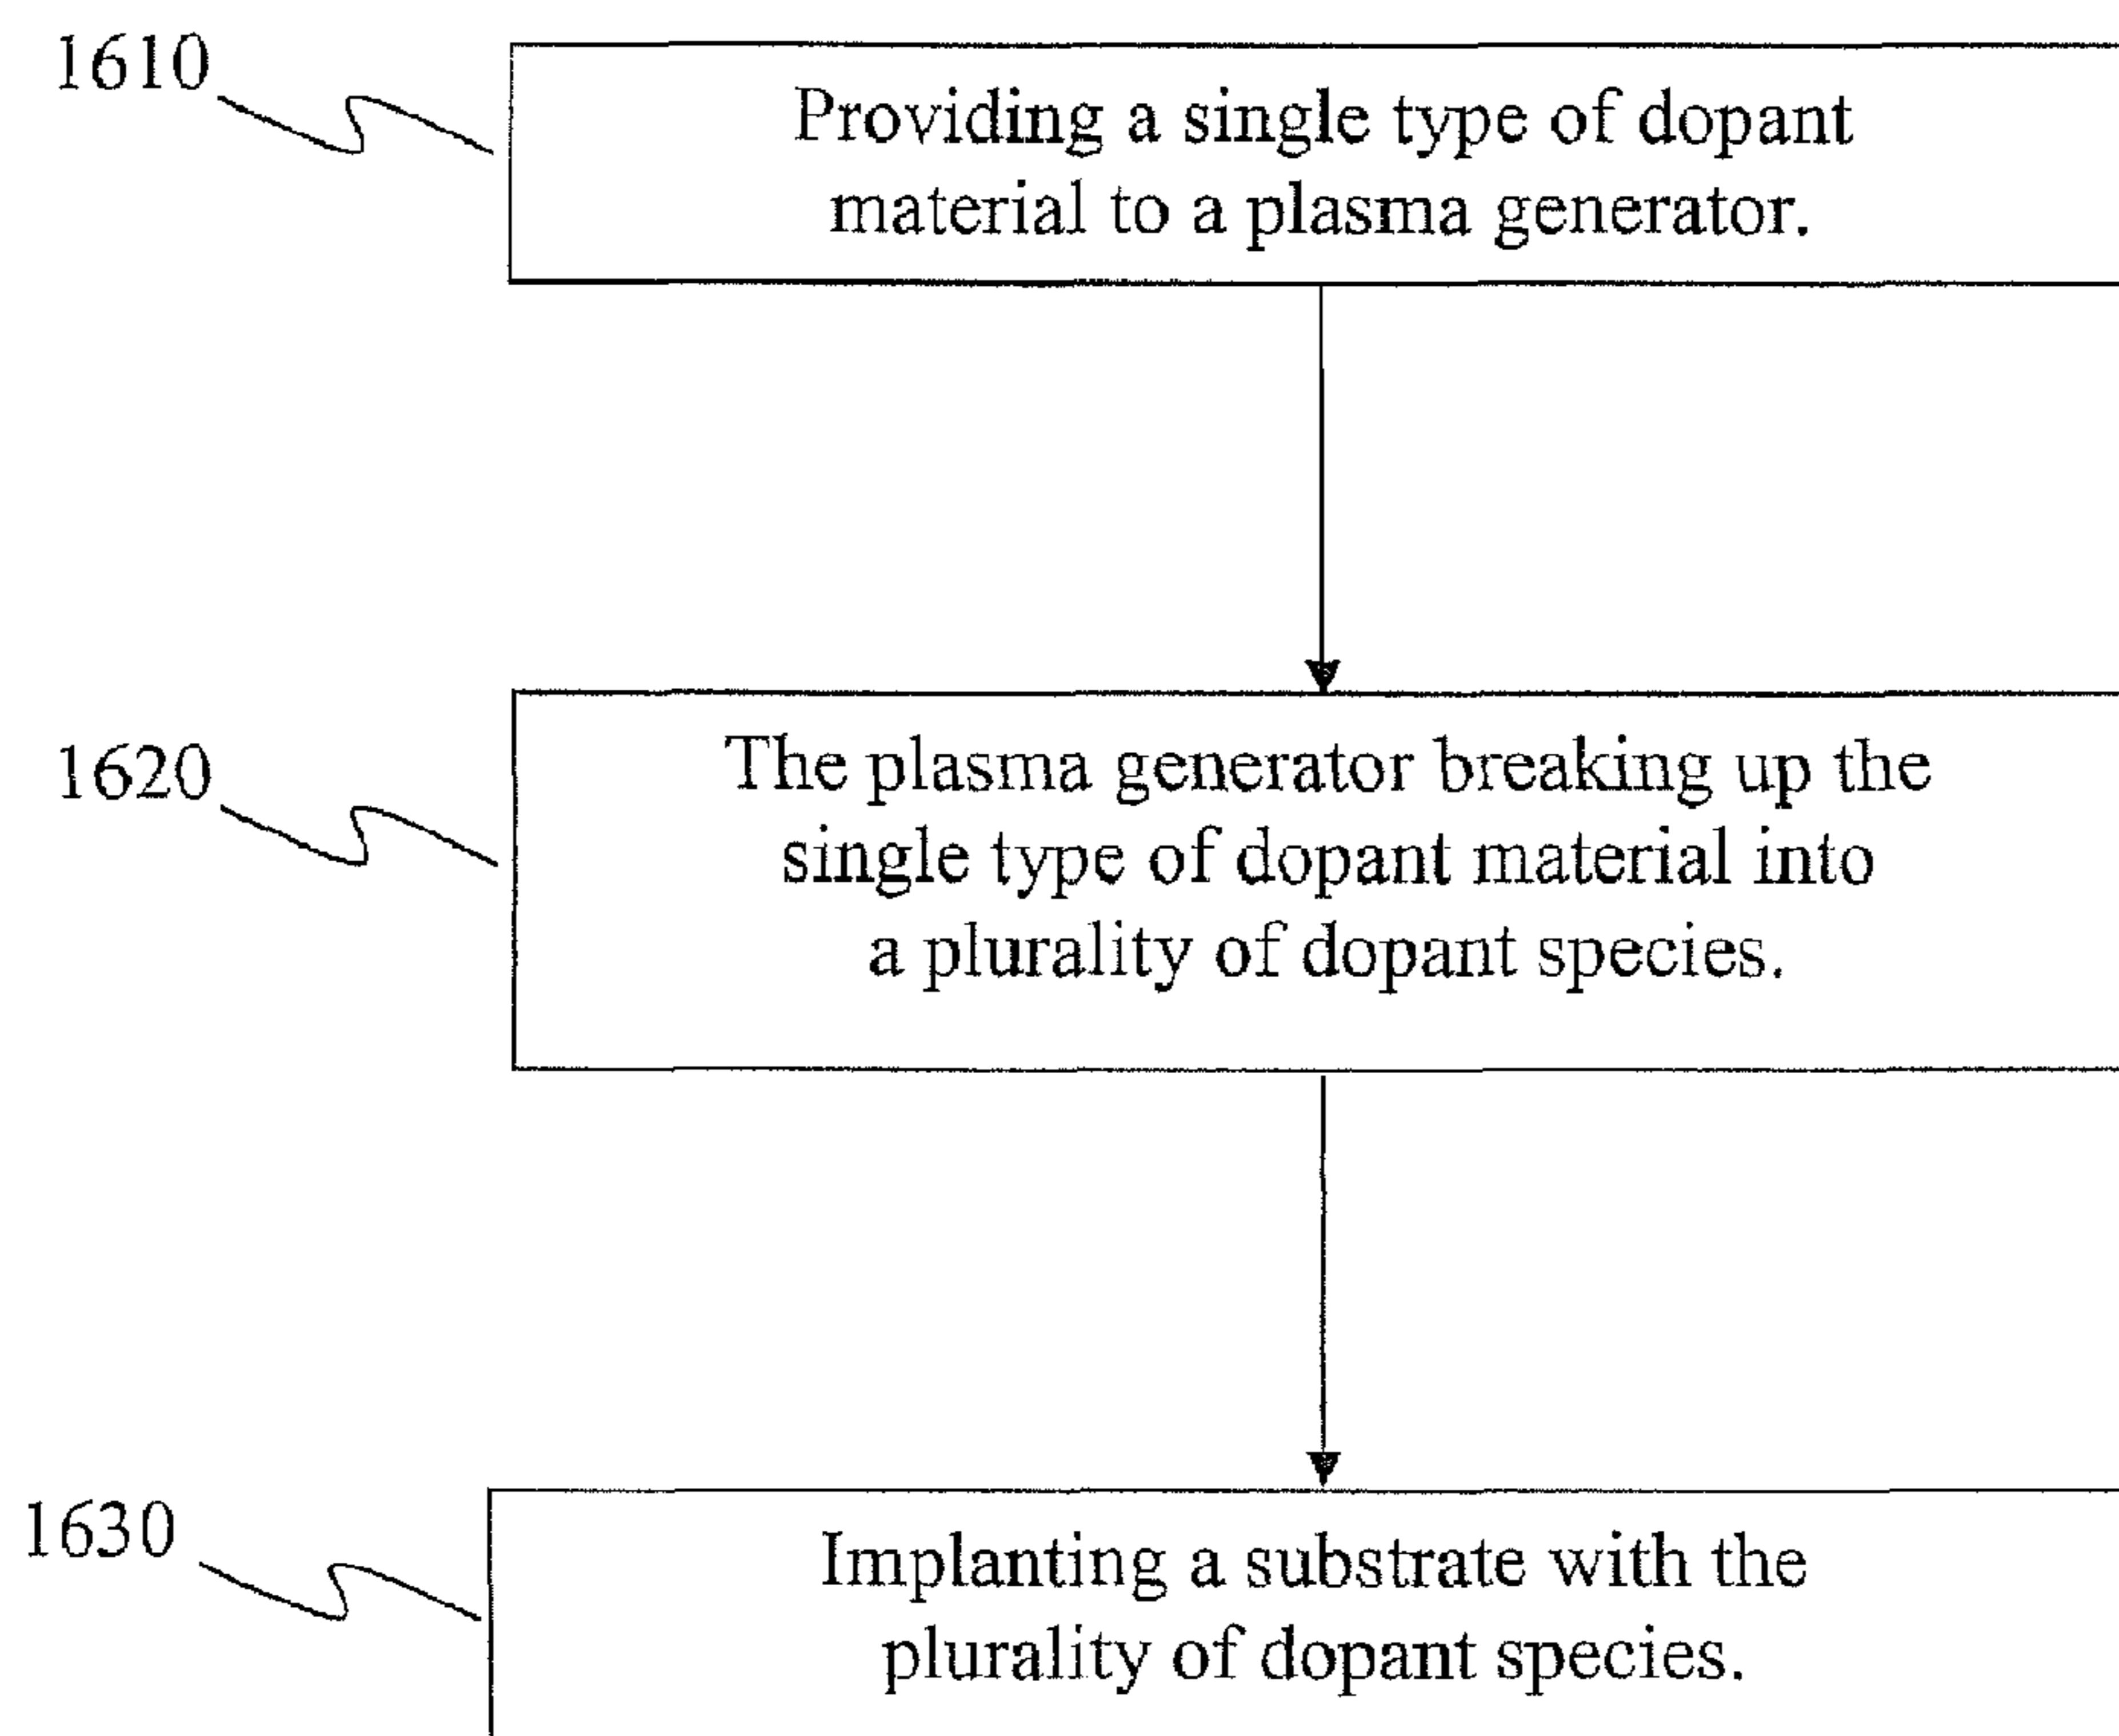 1610
Providing a single type of dopant
material to a plasma generator.
1620
The plasma generator breaking up the
single type of dopant material into
a plurality of dopant species.
1630
Implanting a substrate with the
plurality of dopant species.